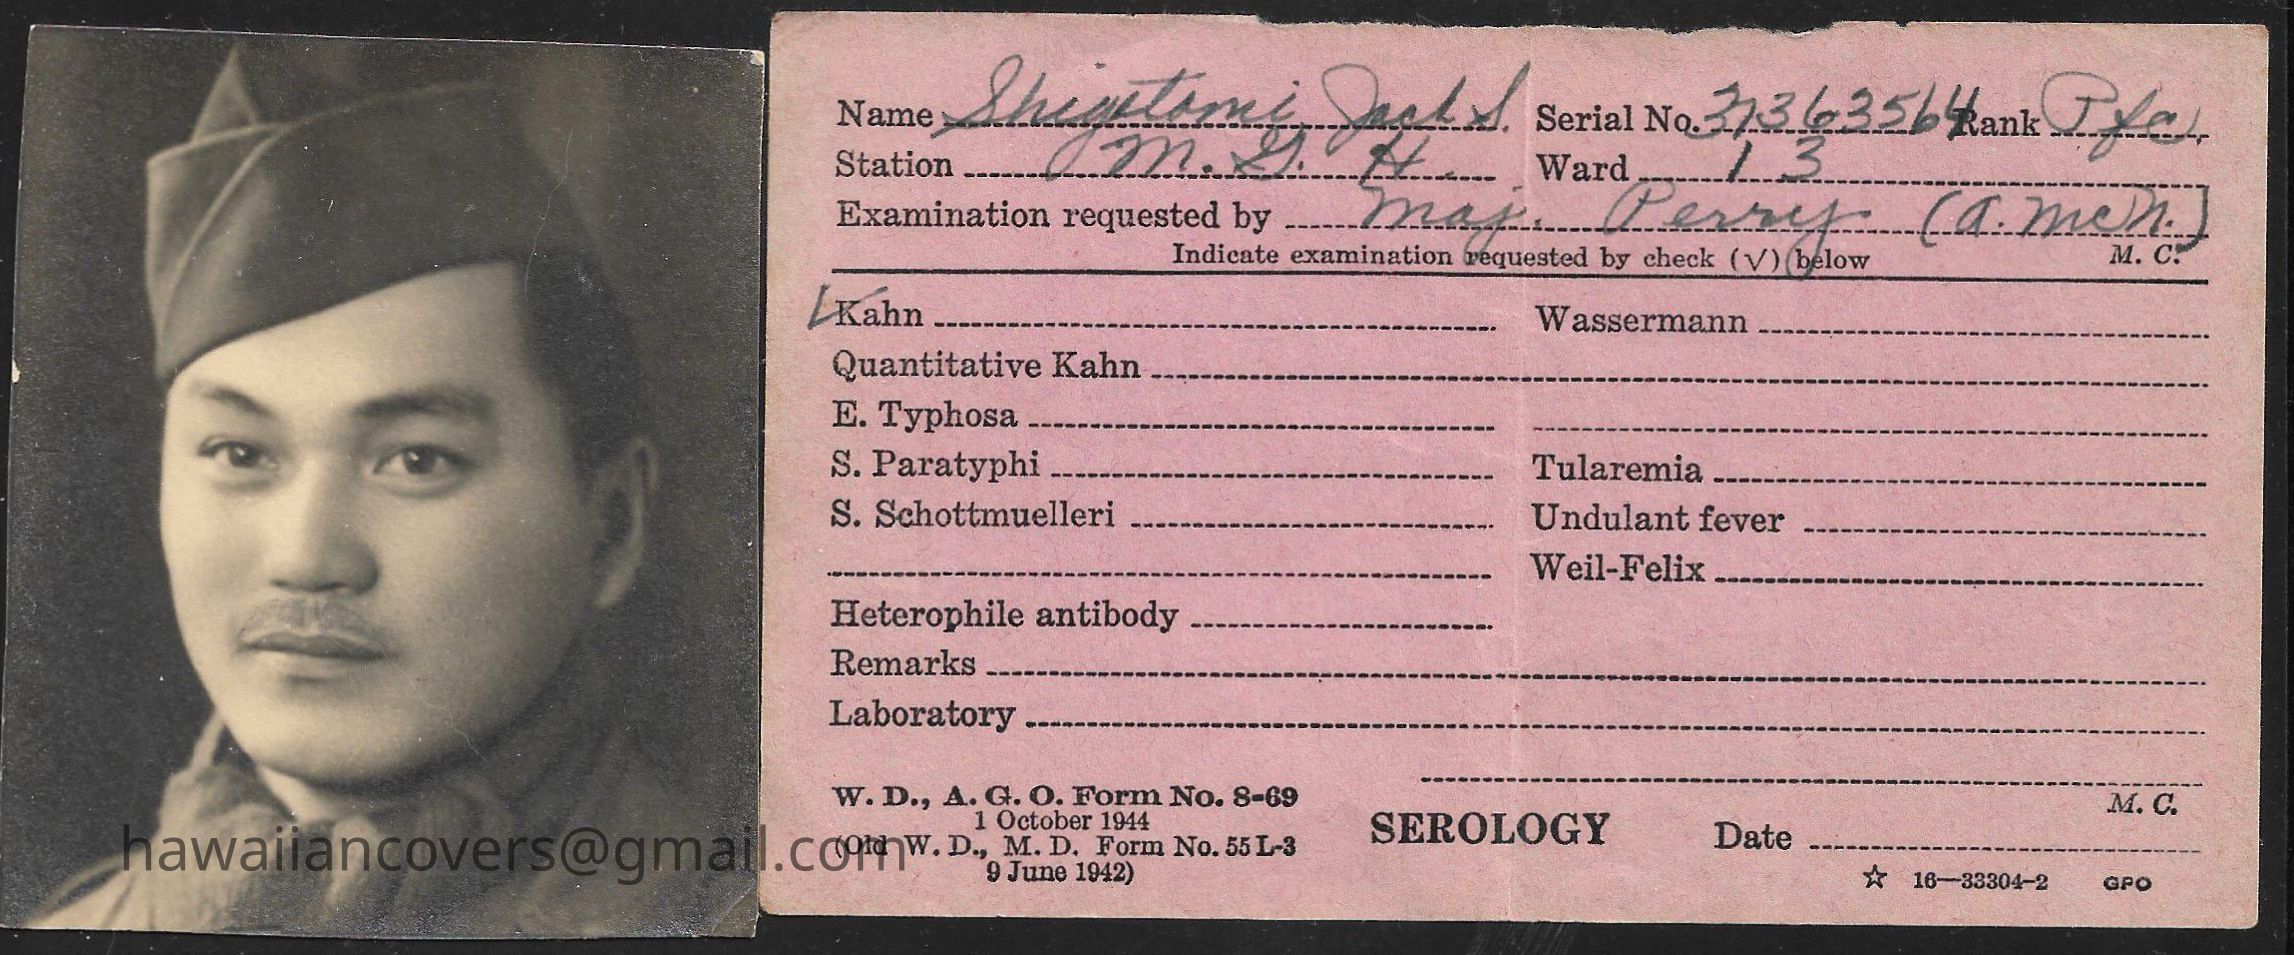 Name Shigetomi, Jack S. Serial No. 37363564 Rank Pfc.
Station M. G. H. Ward 13
Examination requested by Maj. Perry (A. McN.)
Indicate examination requested by check (√) below M. C.
✓ Kahn Wassermann
Quantitative Kahn
E. Typhosa
S. Paratyphi Tularemia
S. Schottmuelleri Undulant fever
Weil-Felix
Heterophile antibody
Remarks
Laboratory
M. C.
W. D., A. G. O. Form No. 8-69
1 October 1944
(Old W. D., M. D. Form No. 55 L-3
9 June 1942)
SEROLOGY Date
☆ 16—33304-2 GPO
hawaiiancovers@gmail.com